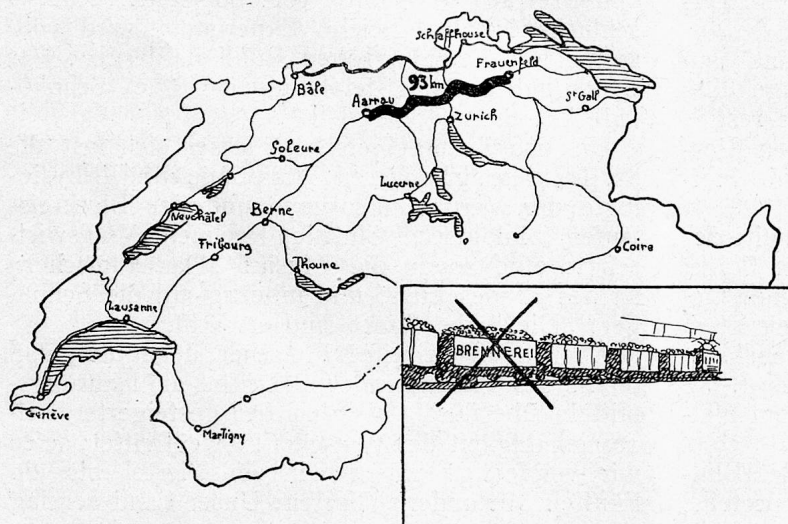 Schaffhouse
Frauenfeld
93 km
Bâle
Aarau
St Gall
Zurich
Soleure
Lucerne
Neuchâtel
Berne
Fribourg
Coire
Thoune
Lausanne
BRENNEREI
Genève
Martigny